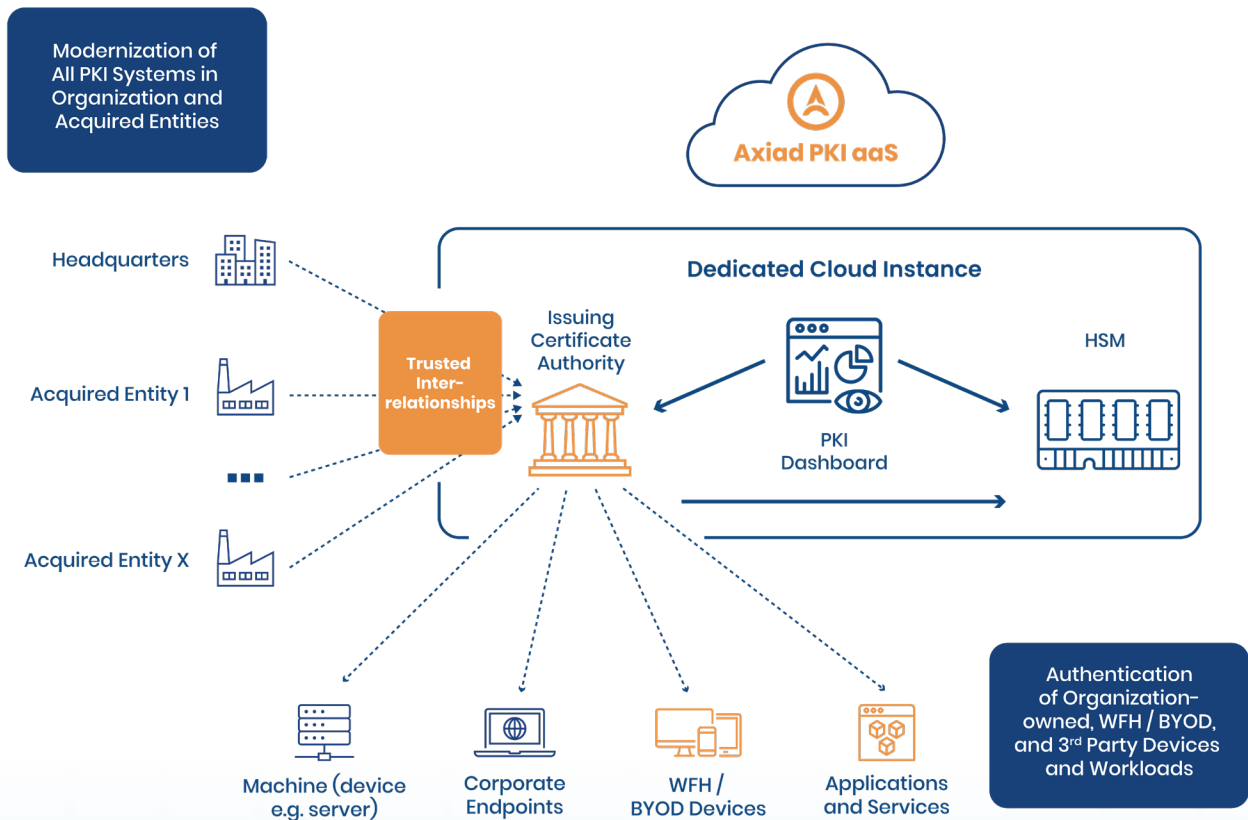 Modernization of
All PKI Systems in
Organization and
Acquired Entities
Axiad PKI aaS
Headquarters
Acquired Entity 1
Acquired Entity X
Trusted
Inter-
relationships
Dedicated Cloud Instance
Issuing
Certificate
Authority
PKI
Dashboard
HSM
Machine (device
e.g. server)
Corporate
Endpoints
WFH /
BYOD Devices
Applications
and Services
Authentication
of Organization-
owned, WFH / BYOD,
and 3rd Party Devices
and Workloads